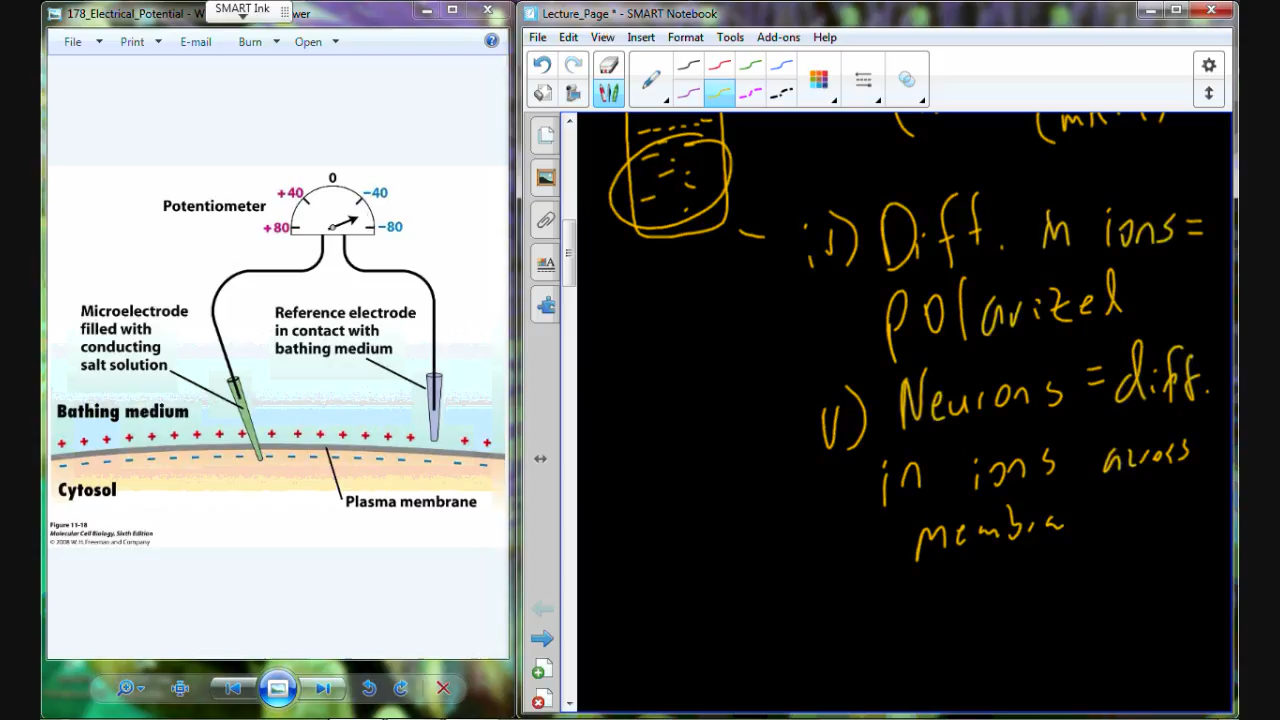 178_Electrical_Potential - W
SMART Ink
wer
File
Print
E-mail
Burn
Open
0
+40
-40
Potentiometer
+80
-80
Microelectrode
filled with
conducting
salt solution
Reference electrode
in contact with
bathing medium
Bathing medium
Cytosol
Plasma membrane
Figure 11-18
Molecular Cell Biology, Sixth Edition
© 2008 W.H. Freeman and Company
Lecture_Page * - SMART Notebook
File Edit View Insert Format Tools Add-ons Help
Diff. in ions =
polarized
v) Neurons = diff.
in ions across
membra